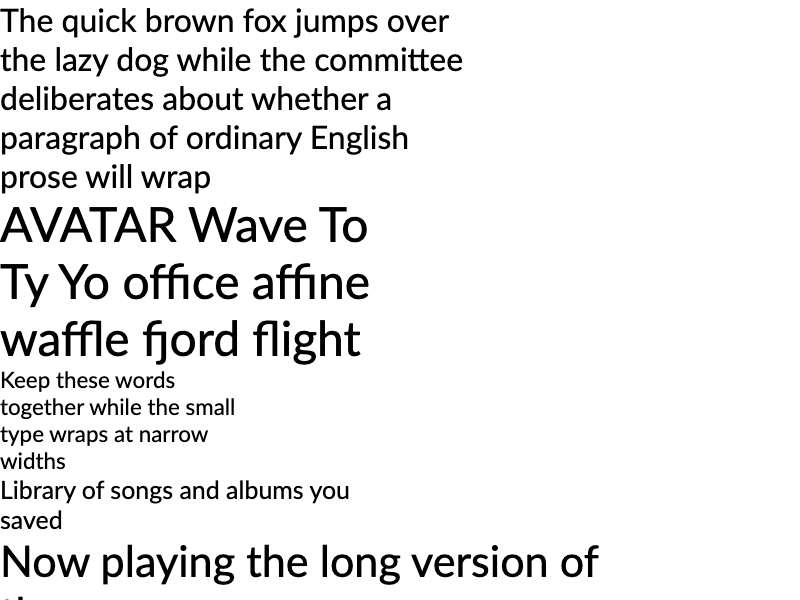 The quick brown fox jumps over
the lazy dog while the committee
deliberates about whether a
paragraph of ordinary English
prose will wrap
AVATAR Wave To
Ty Yo office affine
waffle fjord flight
Keep these words
together while the small
type wraps at narrow
widths
Library of songs and albums you
saved
Now playing the long version of